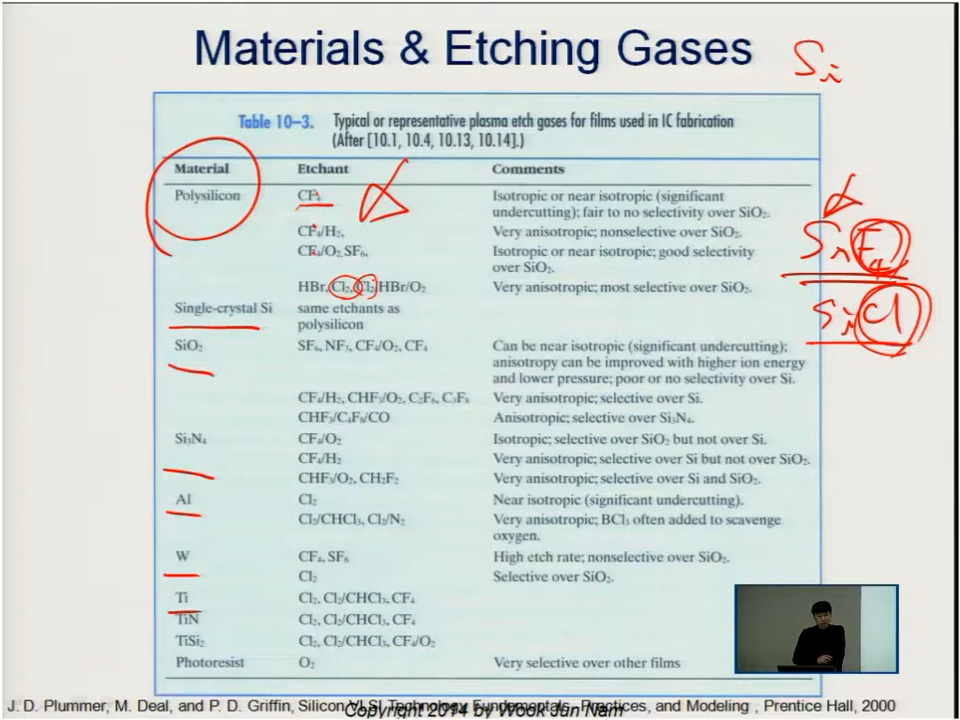 Materials & Etching Gases
Si
Table 10–3. Typical or representative plasma etch gases for films used in IC fabrication
(After [10.1, 10.4, 10.13, 10.14].)
Material Etchant Comments
Polysilicon CF₄ Isotropic or near isotropic (significant
undercutting); fair to no selectivity over SiO₂.
CF₄/H₂, Very anisotropic; nonselective over SiO₂.
CF₄/O₂, SF₆, Isotropic or near isotropic; good selectivity
over SiO₂.
SiF₄
HBr, Cl₂, Cl₂/HBr/O₂ Very anisotropic; most selective over SiO₂.
Single-crystal Si same etchants as
polysilicon
SiCl
SiO₂ SF₆, NF₃, CF₄/O₂, CF₄ Can be near isotropic (significant undercutting);
anisotropy can be improved with higher ion energy
and lower pressure; poor or no selectivity over Si.
CF₄/H₂, CHF₃/O₂, C₂F₆, C₃F₈ Very anisotropic; selective over Si.
CHF₃/C₄F₈/CO Anisotropic; selective over Si₃N₄.
Si₃N₄ CF₄/O₂ Isotropic; selective over SiO₂ but not over Si.
CF₄/H₂ Very anisotropic; selective over Si but not over SiO₂.
CHF₃/O₂, CH₂F₂ Very anisotropic; selective over Si and SiO₂.
Al Cl₂ Near isotropic (significant undercutting).
Cl₂/CHCl₃, Cl₂/N₂ Very anisotropic; BCl₃ often added to scavenge
oxygen.
W CF₄, SF₆ High etch rate; nonselective over SiO₂.
Cl₂ Selective over SiO₂.
Ti Cl₂, Cl₂/CHCl₃, CF₄
TiN Cl₂, Cl₂/CHCl₃, CF₄
TiSi₂ Cl₂, Cl₂/CHCl₃, CF₄/O₂
Photoresist O₂ Very selective over other films
J. D. Plummer, M. Deal, and P. D. Griffin, Silicon VLSI Technology Fundamentals, Practices, and Modeling , Prentice Hall, 2000
Copyright 2014 by Wook Jun Nam